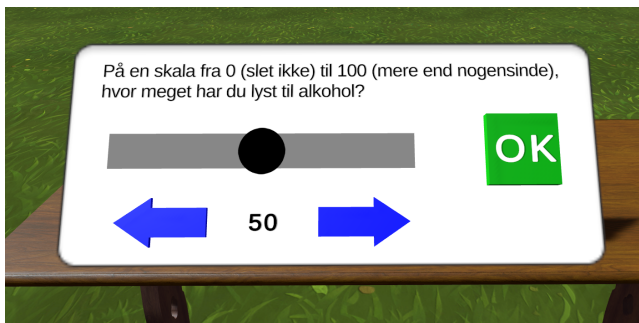 På en skala fra 0 (slet ikke) til 100 (mere end nogensinde),
hvor meget har du lyst til alkohol?
OK
50